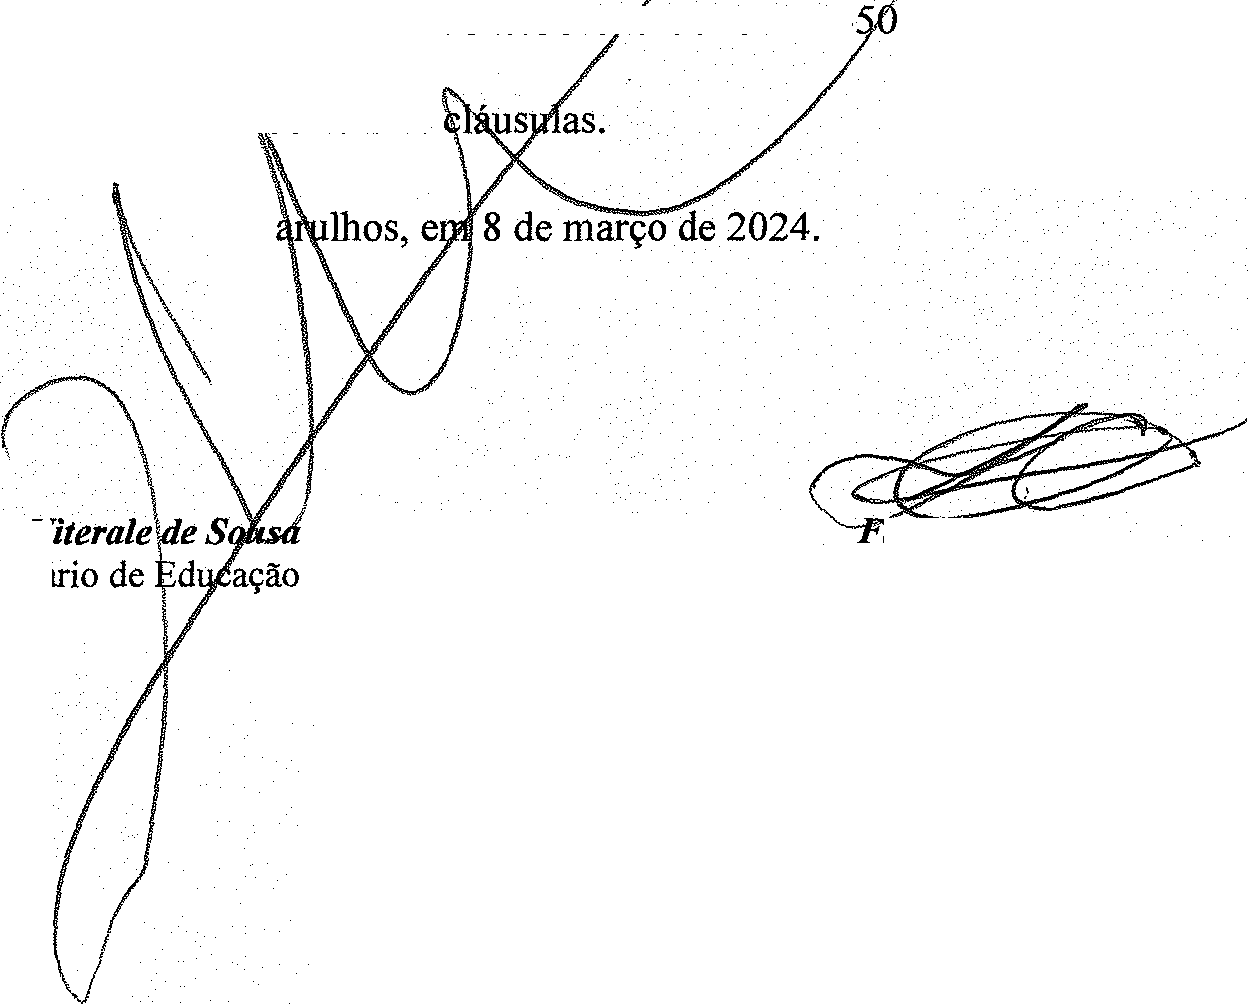 50
cláusulas.
arulhos, em 8 de março de 2024.
iterale de Sousa F
rio de Educação